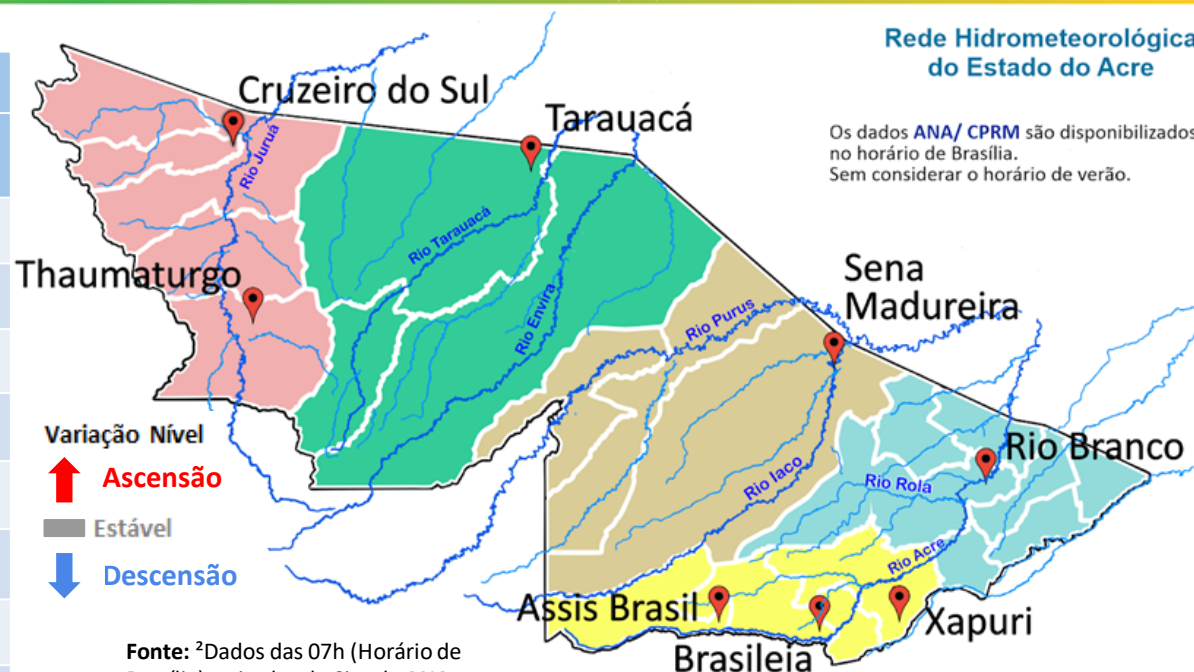 Rede Hidrometeorológica
do Estado do Acre
Os dados ANA/ CPRM são disponibilizados
no horário de Brasília.
Sem considerar o horário de verão.
Cruzeiro do Sul
Tarauacá
Rio Juruá
Rio Tarauacá
Thaumaturgo
Rio Envira
Sena
Madureira
Rio Purus
Variação Nível
Ascensão
Estável
Descensão
Rio Branco
Rio Iaco
Rio Rola
Rio Acre
Assis Brasil
Xapuri
Brasileia
Fonte: ²Dados das 07h (Horário de